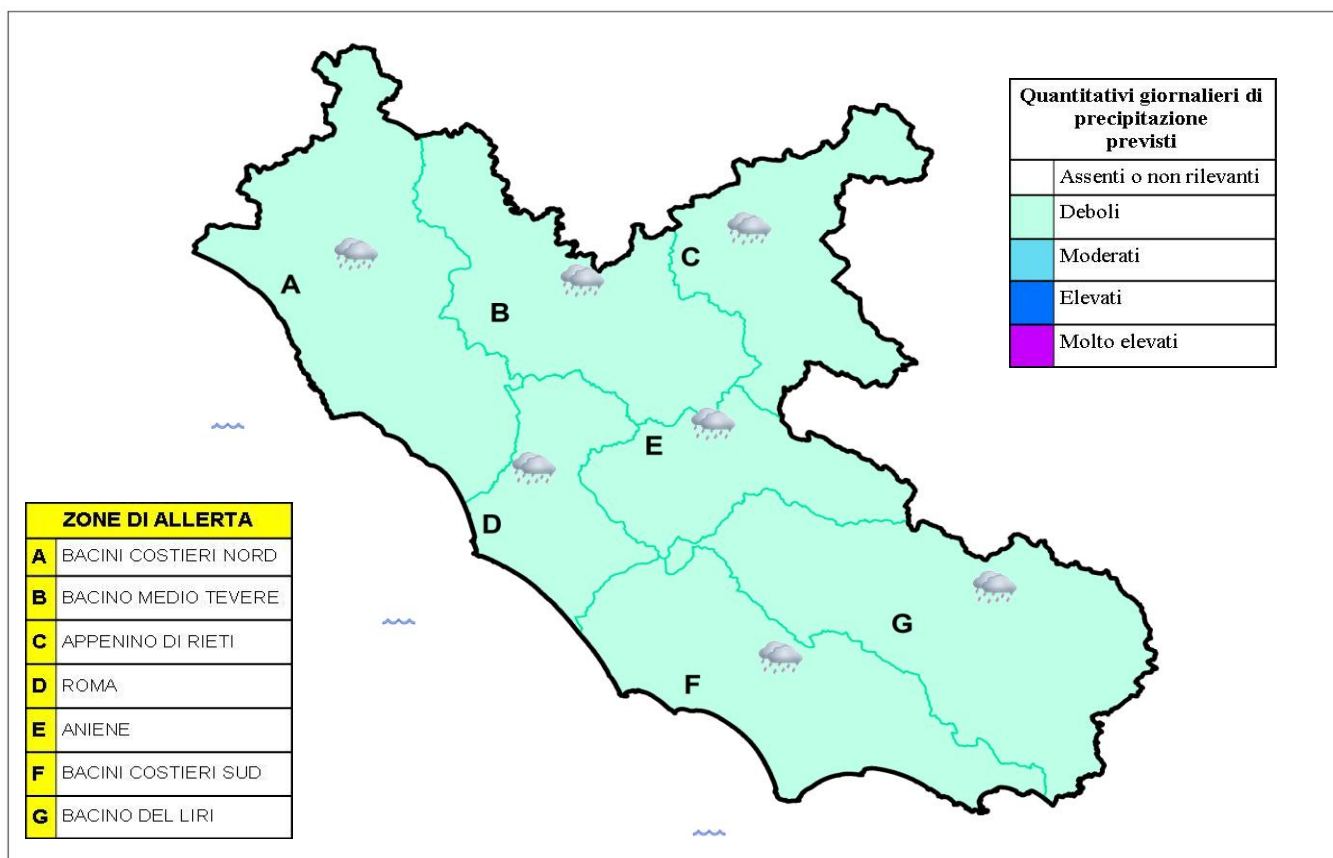 Quantitativi giornalieri di
precipitazione
previsti
Assenti o non rilevanti
Deboli
Moderati
Elevati
Molto elevati
A
B
C
D
E
F
G
ZONE DI ALLERTA
A BACINI COSTIERI NORD
B BACINO MEDIO TEVERE
C APPENINO DI RIETI
D ROMA
E ANIENE
F BACINI COSTIERI SUD
G BACINO DEL LIRI